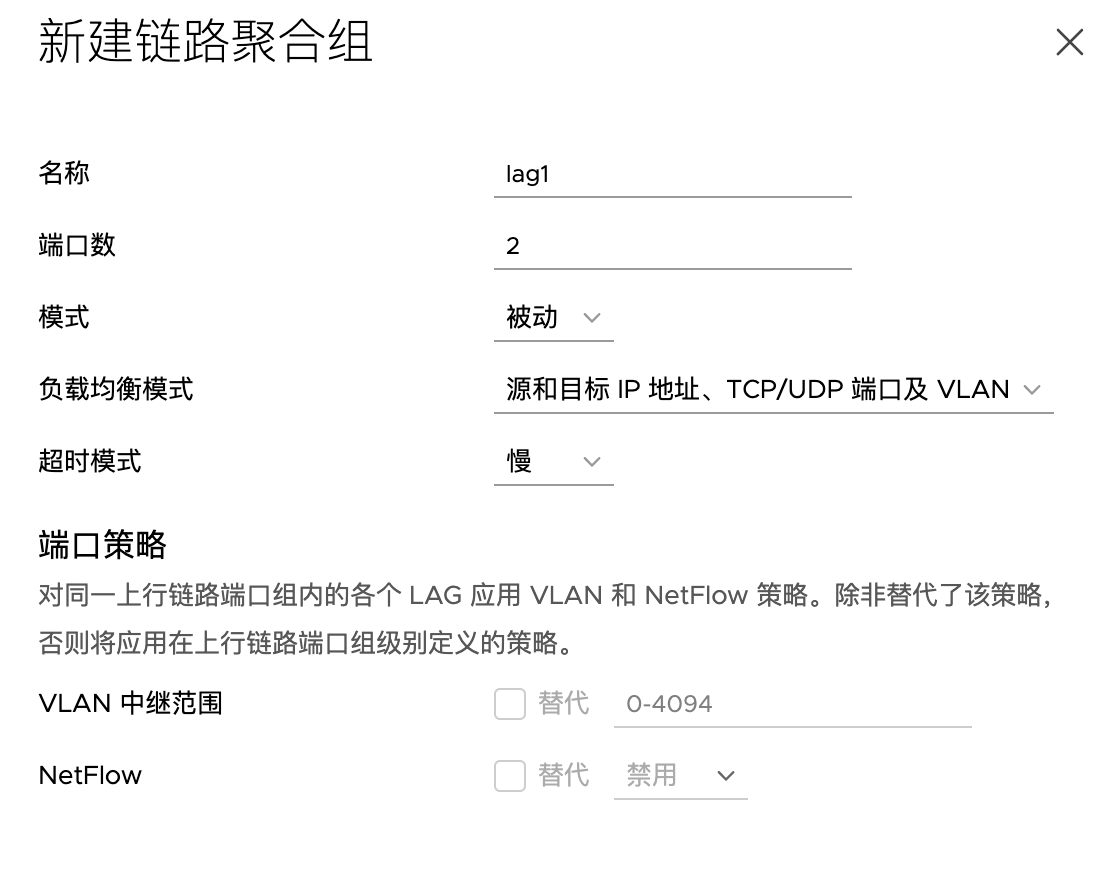 新建链路聚合组
名称 lag1
端口数 2
模式 被动
负载均衡模式 源和目标 IP 地址、TCP/UDP 端口及 VLAN
超时模式 慢
端口策略
对同一上行链路端口组内的各个 LAG 应用 VLAN 和 NetFlow 策略。除非替代了该策略，
否则将应用在上行链路端口组级别定义的策略。
VLAN 中继范围 替代 0-4094
NetFlow 替代 禁用